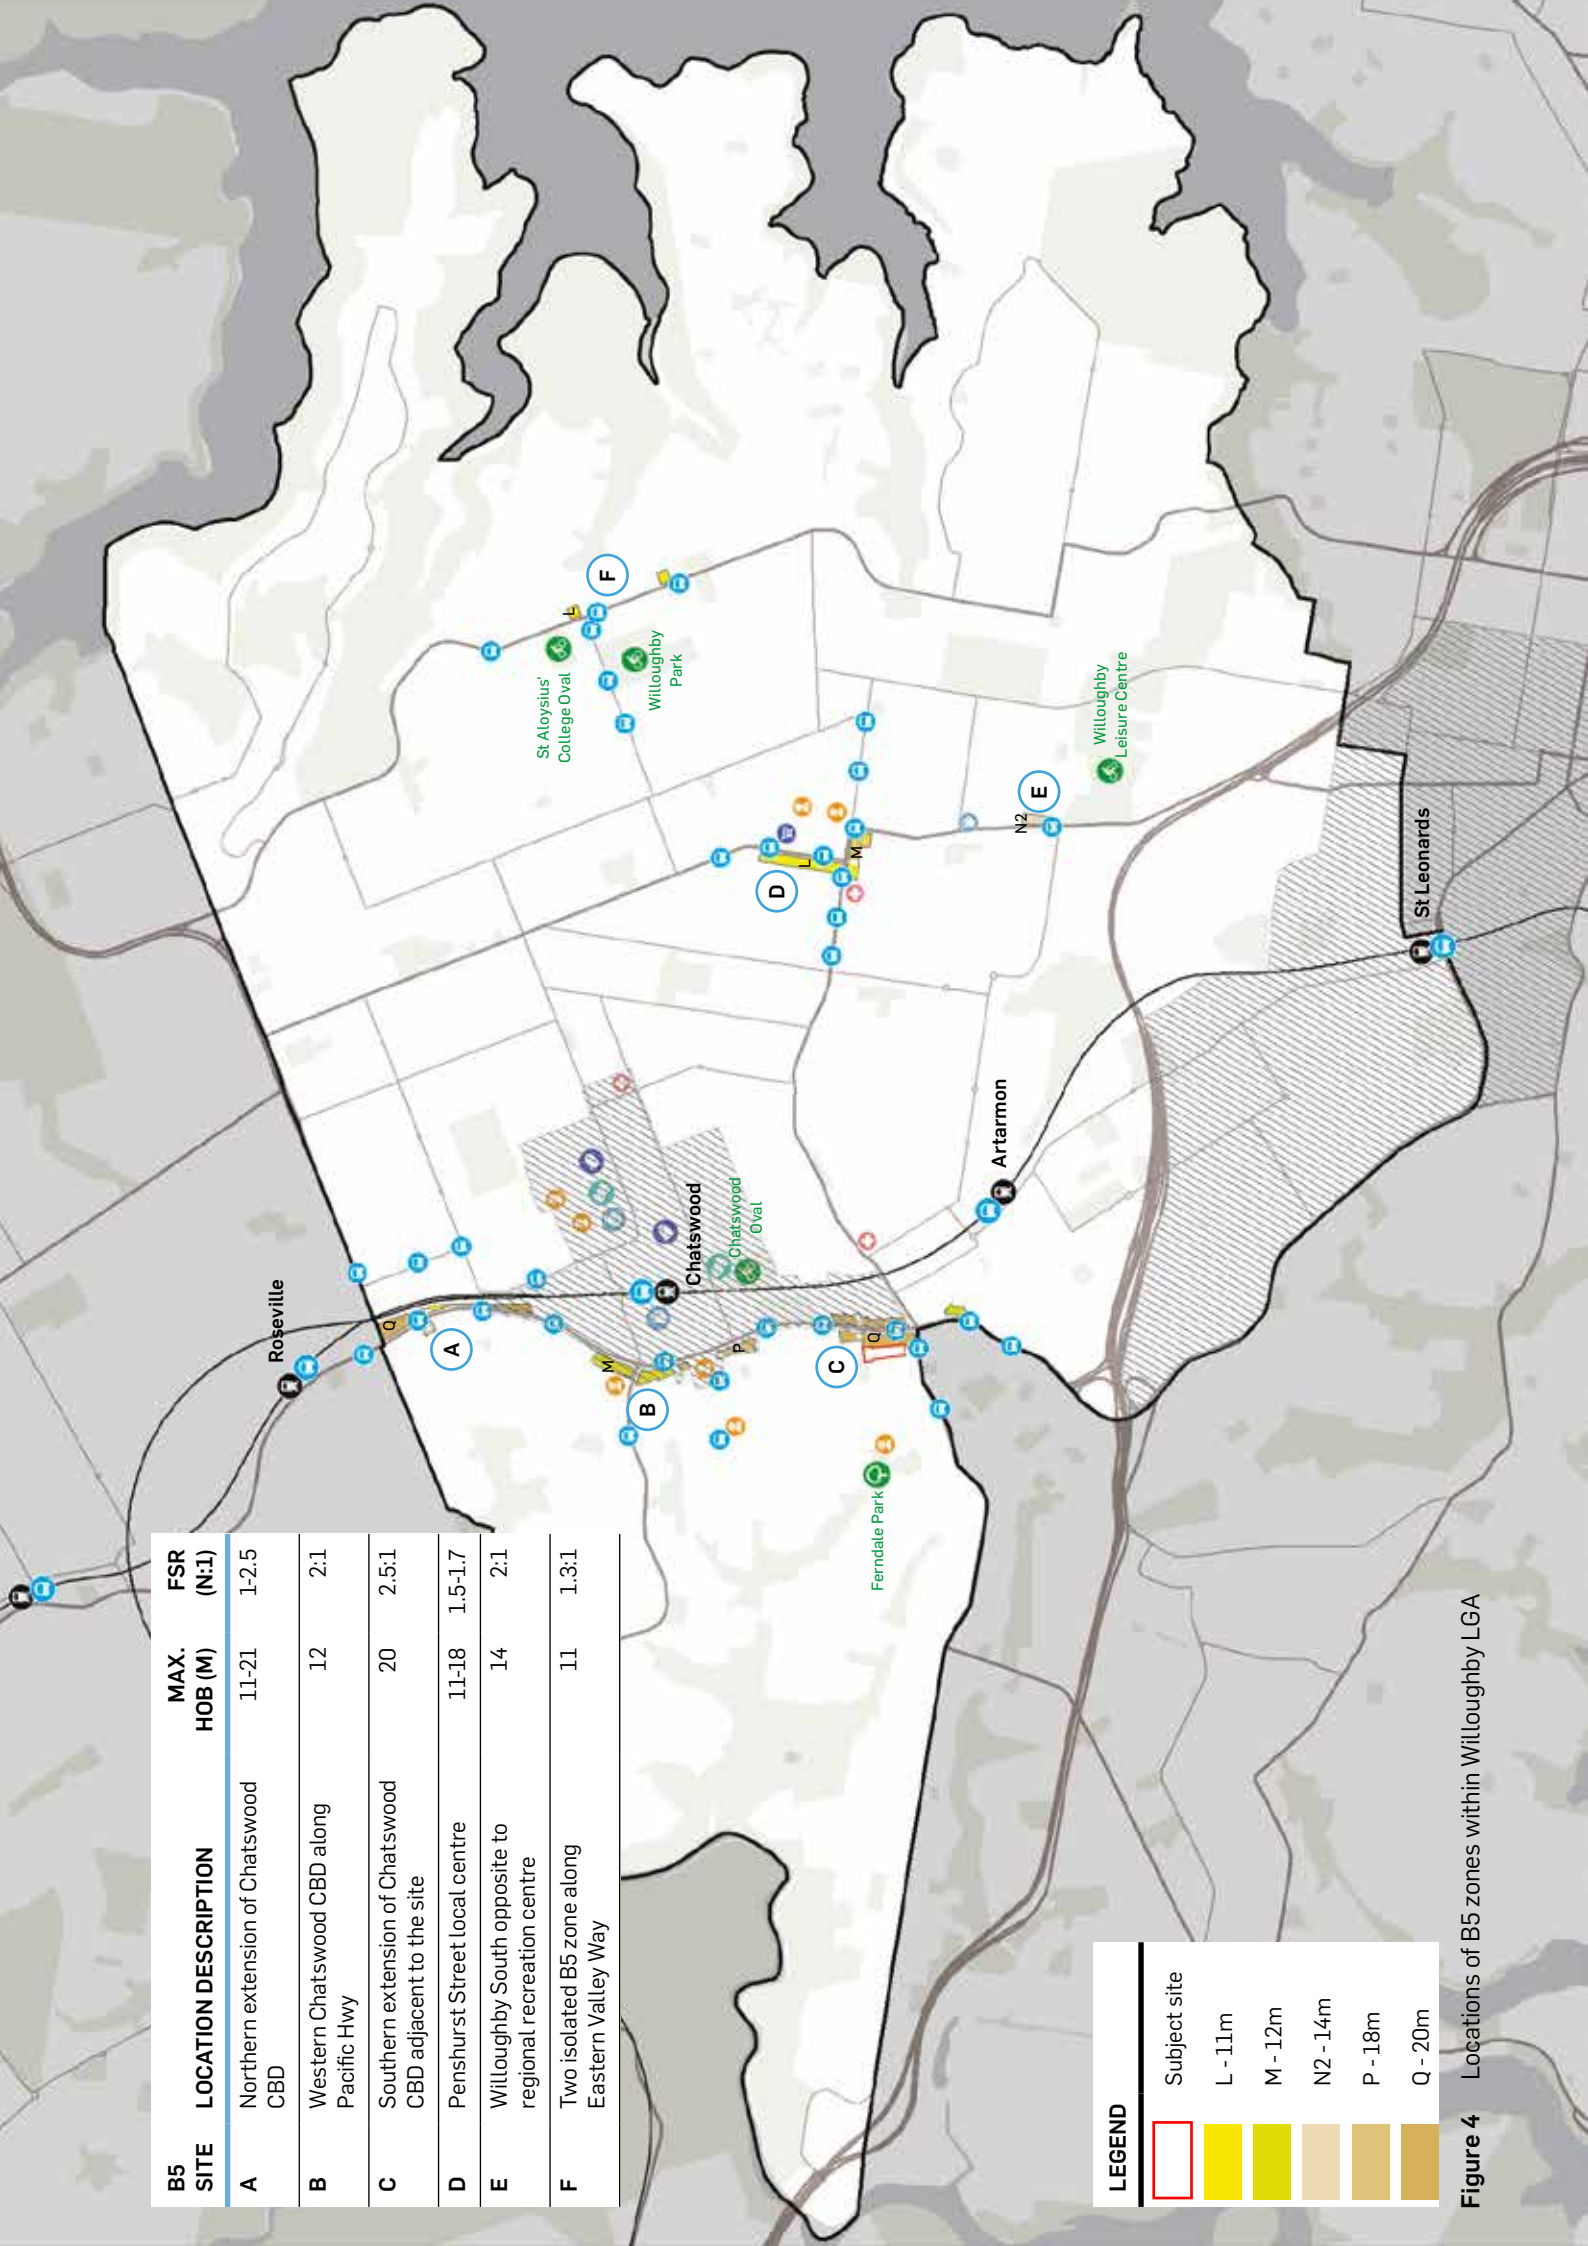 B5 SITE LOCATION DESCRIPTION MAX. HOB (M) FSR (N:1)
A Northern extension of Chatswood CBD 11-21 1-2.5
B Western Chatswood CBD along Pacific Hwy 12 2:1
C Southern extension of Chatswood CBD adjacent to the site 20 2.5:1
D Penshurst Street local centre 11-18 1.5-1.7
E Willoughby South opposite to regional recreation centre 14 2:1
F Two isolated B5 zone along Eastern Valley Way 11 1.3:1
Roseville
Q
A
M
B
P
Chatswood
Chatswood
Oval
C
Q
Ferndale Park
Artarmon
St Aloysius'
College Oval
L
F
Willoughby
Park
D
L
M
N2
E
Willoughby
Leisure Centre
St Leonards
LEGEND
Subject site
L - 11m
M - 12m
N2 - 14m
P - 18m
Q - 20m
Figure 4 Locations of B5 zones within Willoughby LGA